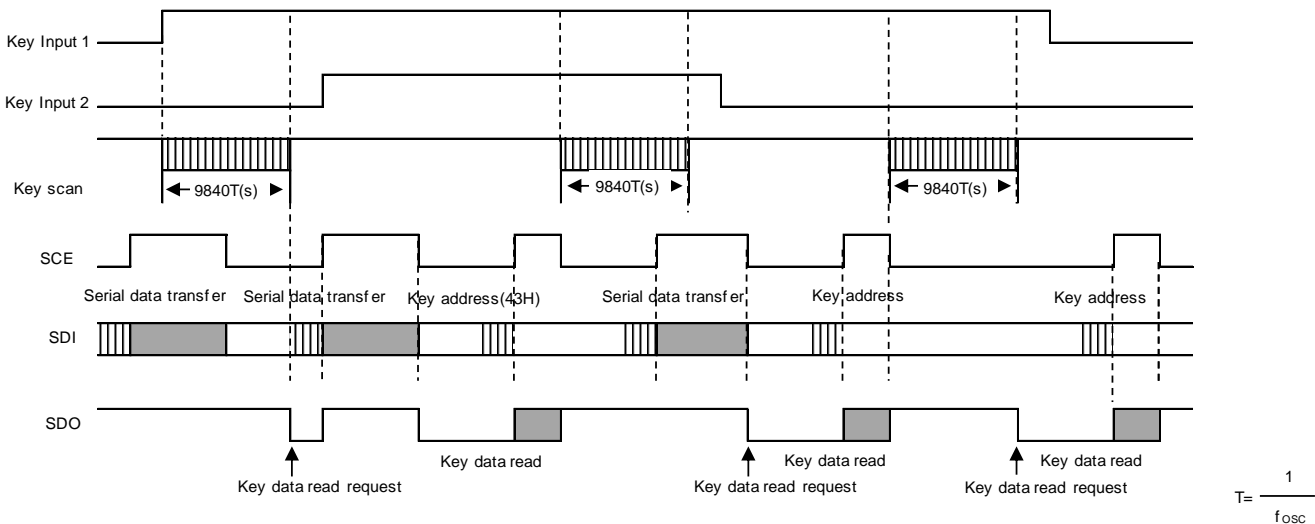 Key Input 1
Key Input 2
Key scan
9840T(s)
9840T(s)
9840T(s)
SCE
Serial data transfer
Serial data transfer
Key address(43H)
Serial data transfer
Key address
Key address
SDI
SDO
Key data read
Key data read
Key data read
Key data read request
Key data read request
Key data read request
T= 1
fosc